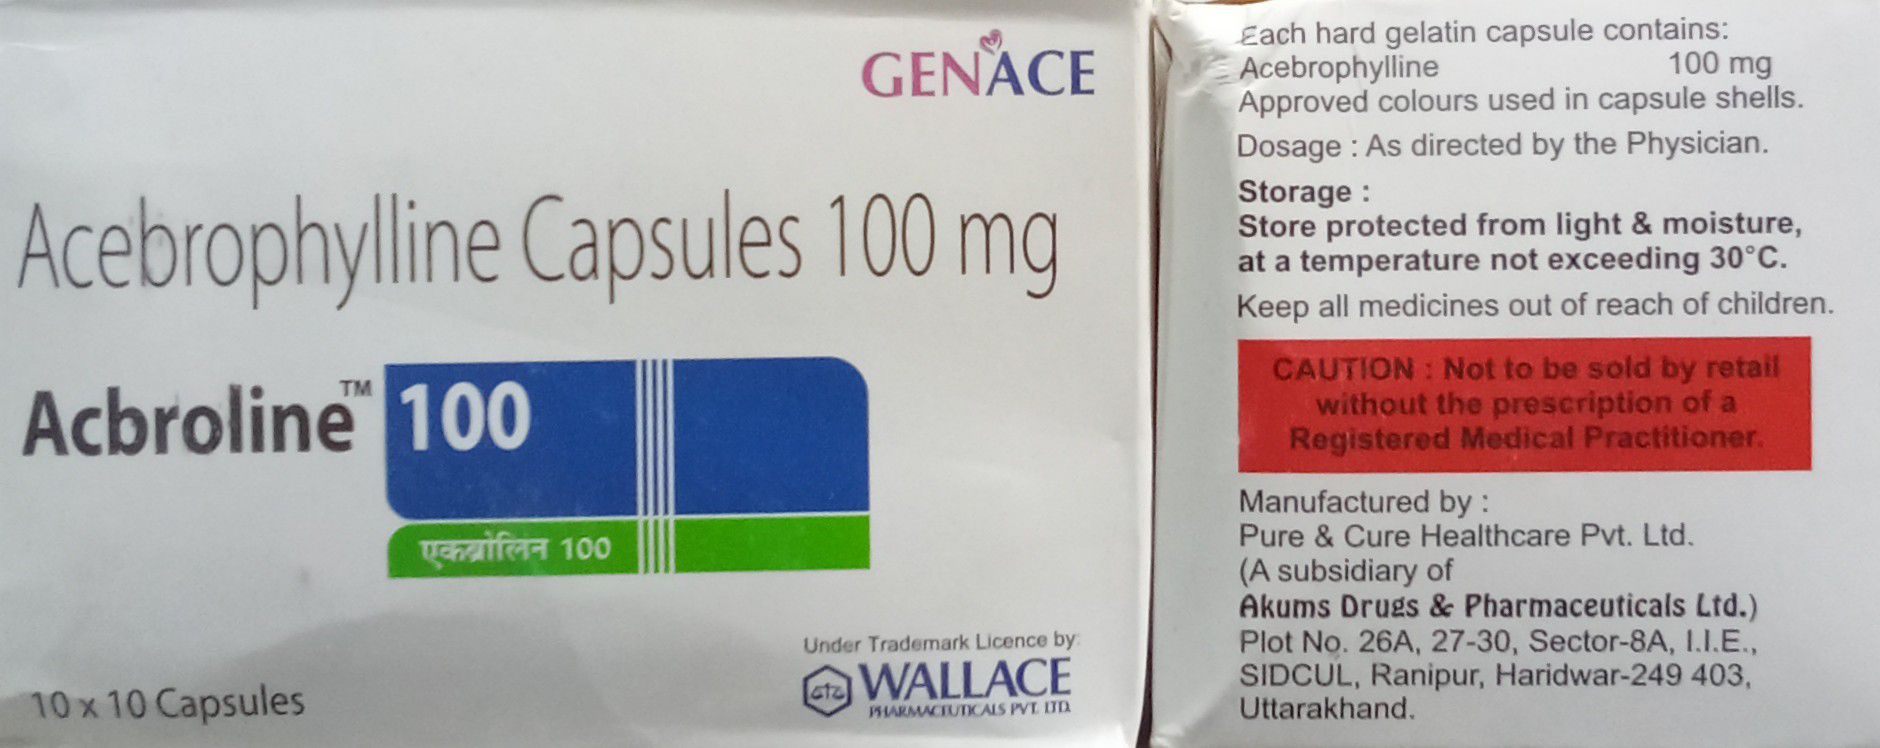 GENACE
Acebrophylline Capsules 100 mg
Acbroline™ 100
एकब्रोलिन 100
Under Trademark Licence by:
WALLACE
PHARMACEUTICALS PVT. LTD.
10 x 10 Capsules
Each hard gelatin capsule contains:
Acebrophylline 100 mg
Approved colours used in capsule shells.
Dosage : As directed by the Physician.
Storage :
Store protected from light & moisture,
at a temperature not exceeding 30°C.
Keep all medicines out of reach of children.
CAUTION : Not to be sold by retail
without the prescription of a
Registered Medical Practitioner.
Manufactured by :
Pure & Cure Healthcare Pvt. Ltd.
(A subsidiary of
Akums Drugs & Pharmaceuticals Ltd.)
Plot No. 26A, 27-30, Sector-8A, I.I.E.,
SIDCUL, Ranipur, Haridwar-249 403,
Uttarakhand.